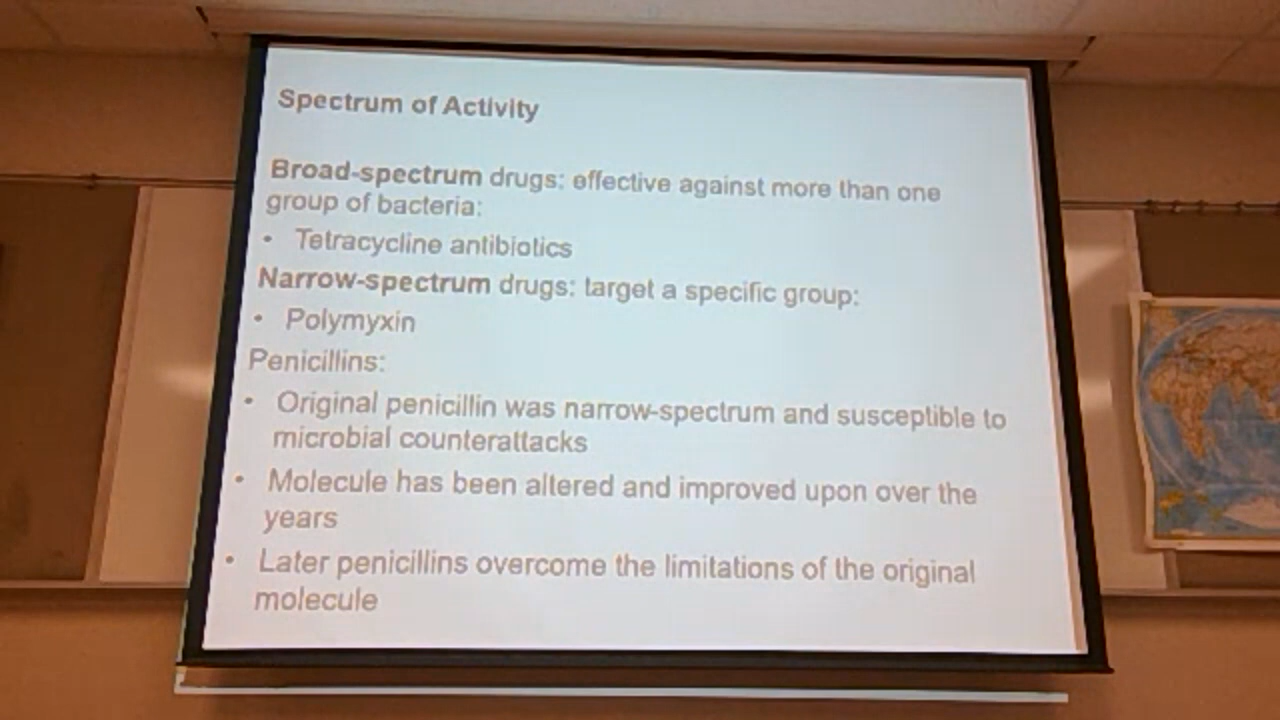 Spectrum of Activity
Broad-spectrum drugs: effective against more than one
group of bacteria:
• Tetracycline antibiotics
Narrow-spectrum drugs: target a specific group:
• Polymyxin
Penicillins:
• Original penicillin was narrow-spectrum and susceptible to
microbial counterattacks
• Molecule has been altered and improved upon over the
years
• Later penicillins overcome the limitations of the original
molecule